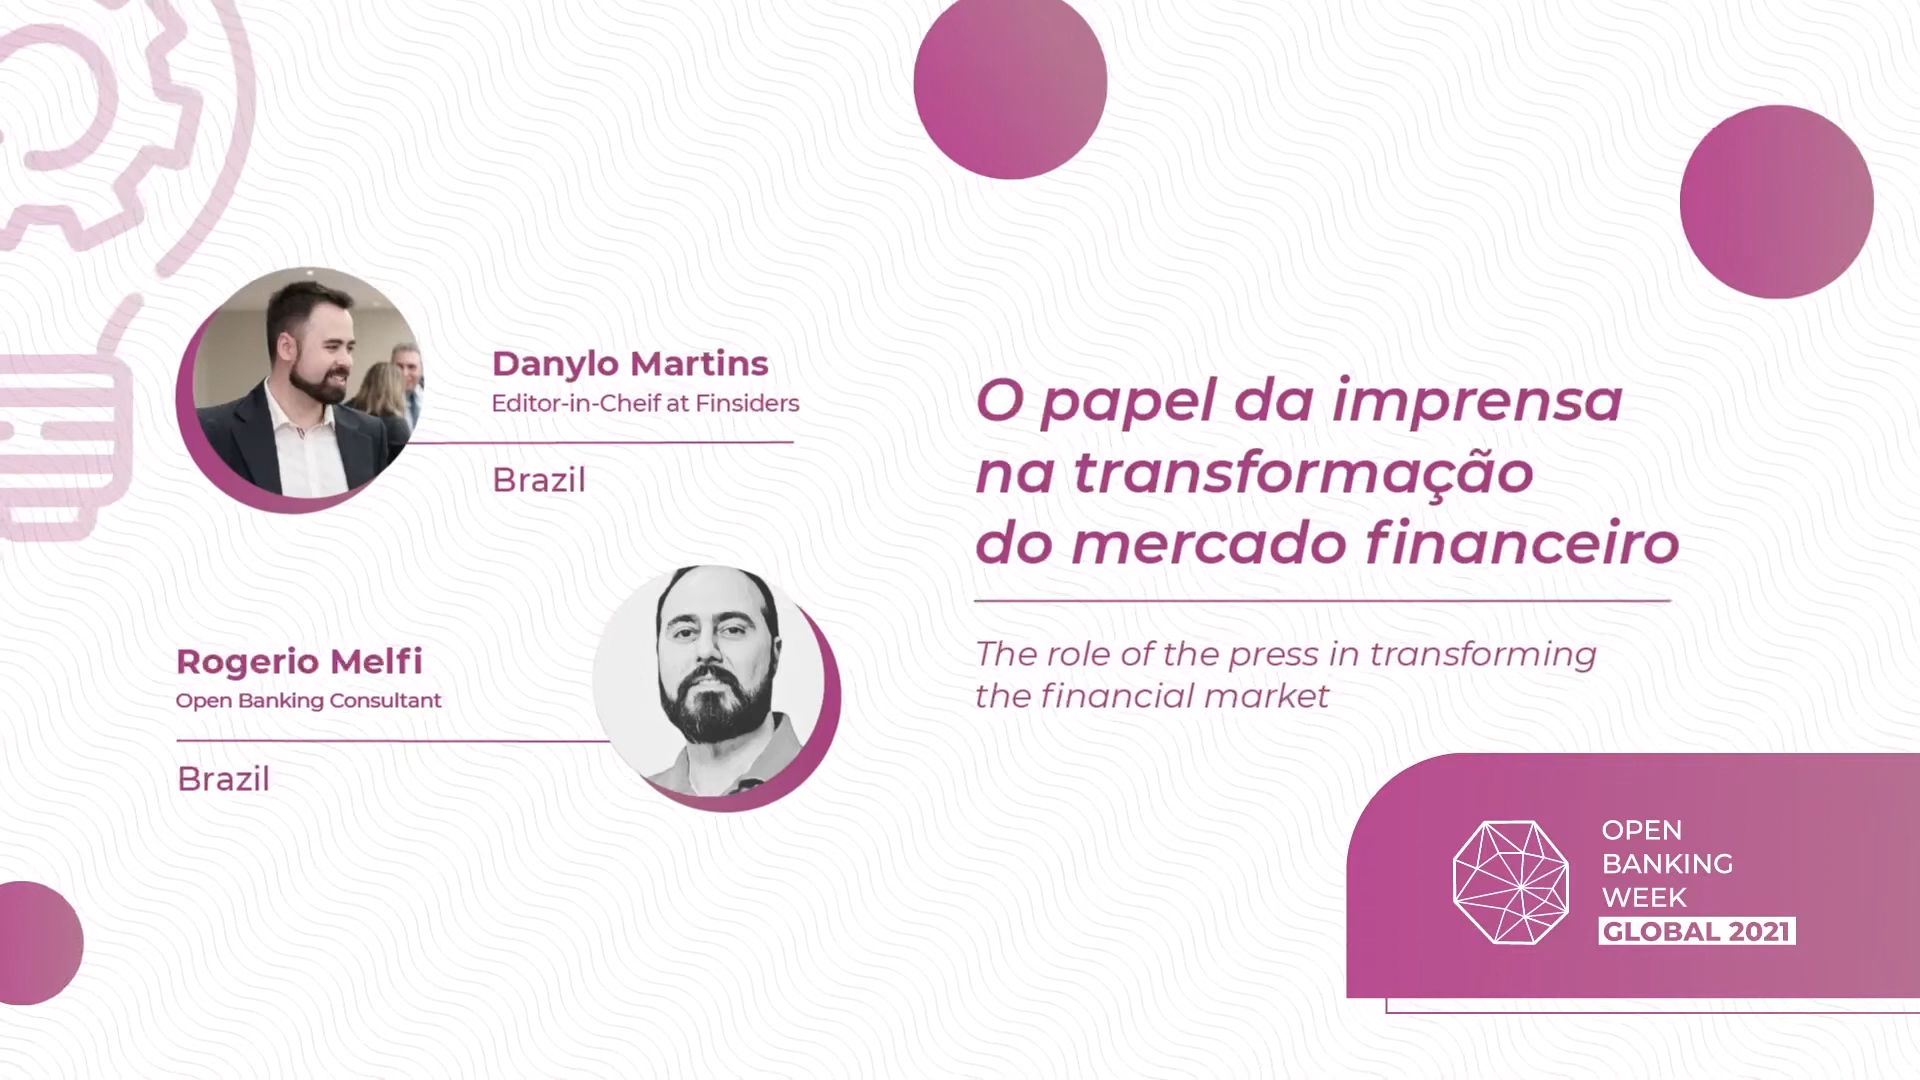 Danylo Martins
Editor-in-Cheif at Finsiders
Brazil
Rogerio Melfi
Open Banking Consultant
Brazil
O papel da imprensa
na transformação
do mercado financeiro
The role of the press in transforming
the financial market
OPEN
BANKING
WEEK
GLOBAL 2021